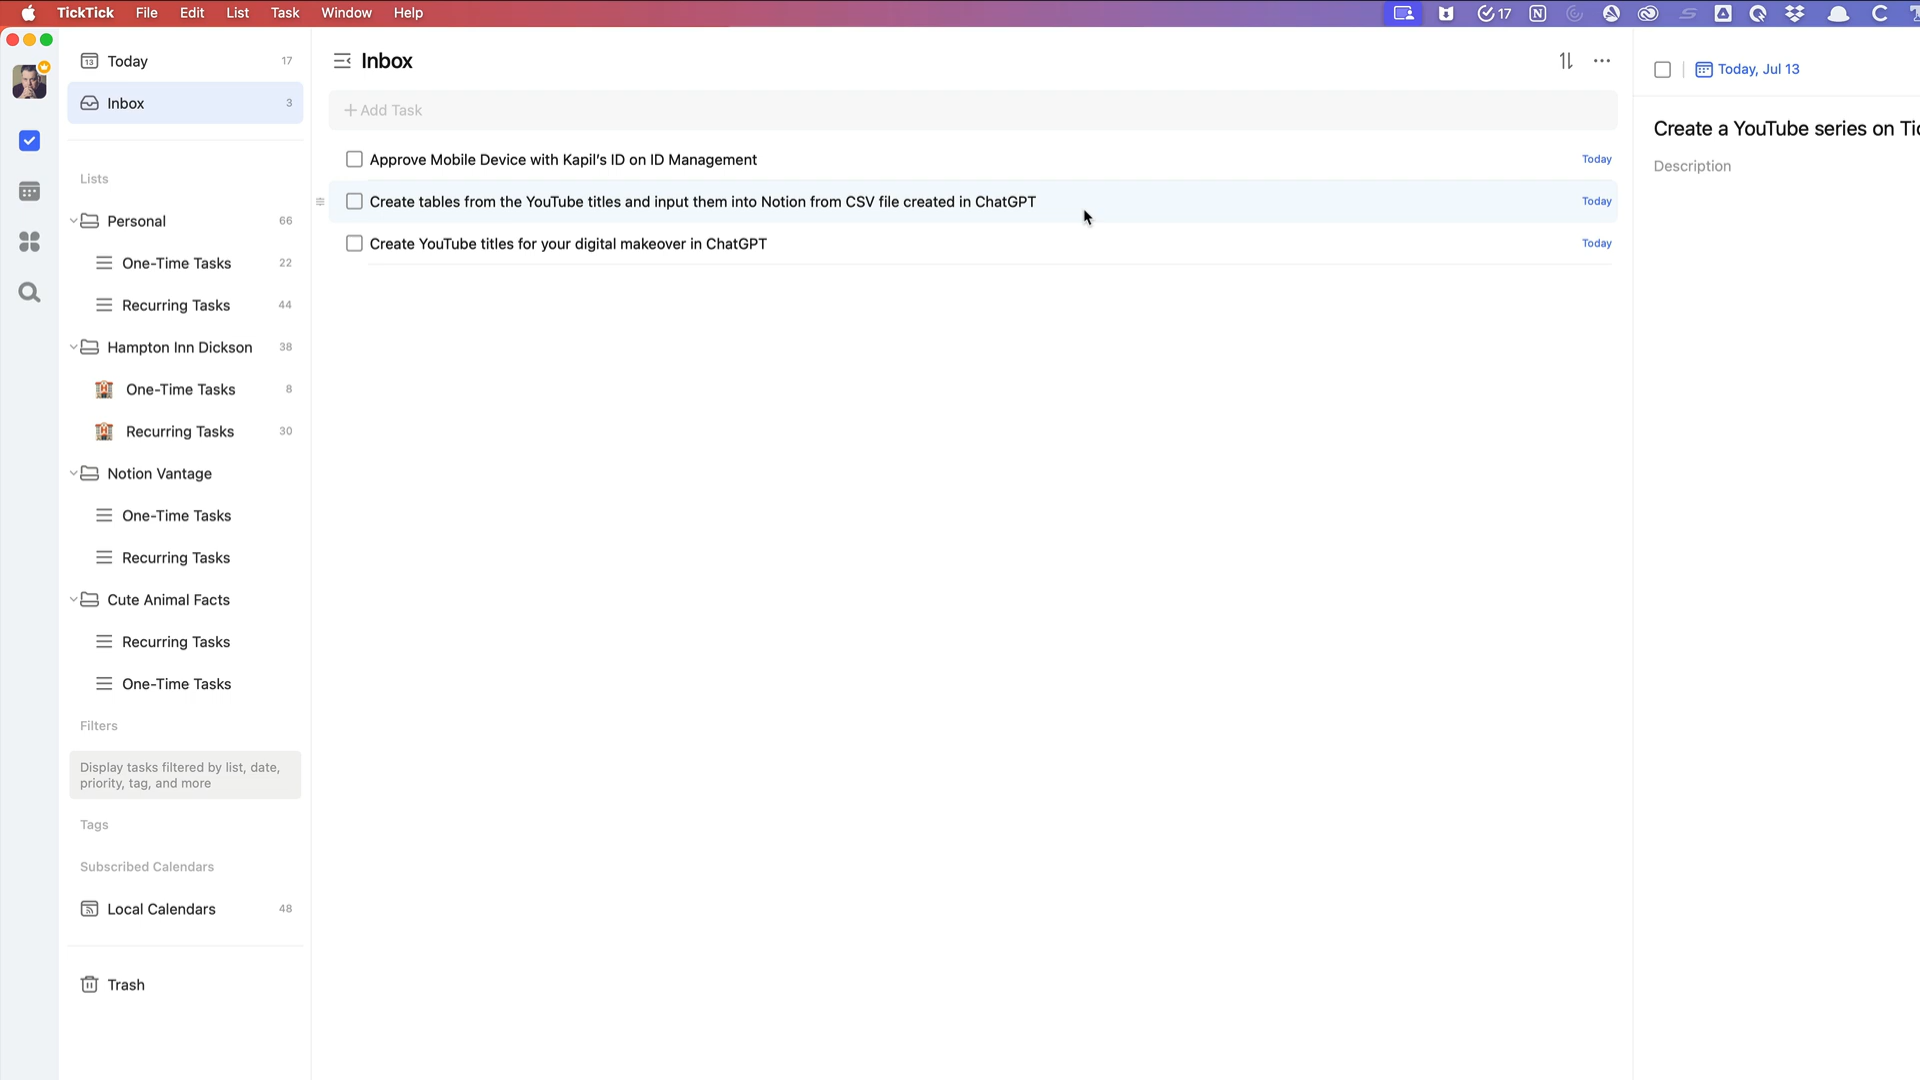 TickTick File Edit List Task Window Help 17
Today 17
Inbox 3
Lists
Personal 66
One-Time Tasks 22
Recurring Tasks 44
Hampton Inn Dickson 38
One-Time Tasks 8
Recurring Tasks 30
Notion Vantage
One-Time Tasks
Recurring Tasks
Cute Animal Facts
Recurring Tasks
One-Time Tasks
Filters
Display tasks filtered by list, date,
priority, tag, and more
Tags
Subscribed Calendars
Local Calendars 48
Trash
Inbox
+ Add Task
Approve Mobile Device with Kapil's ID on ID Management Today
Create tables from the YouTube titles and input them into Notion from CSV file created in ChatGPT Today
Create YouTube titles for your digital makeover in ChatGPT Today
Today, Jul 13
Create a YouTube series on
Description